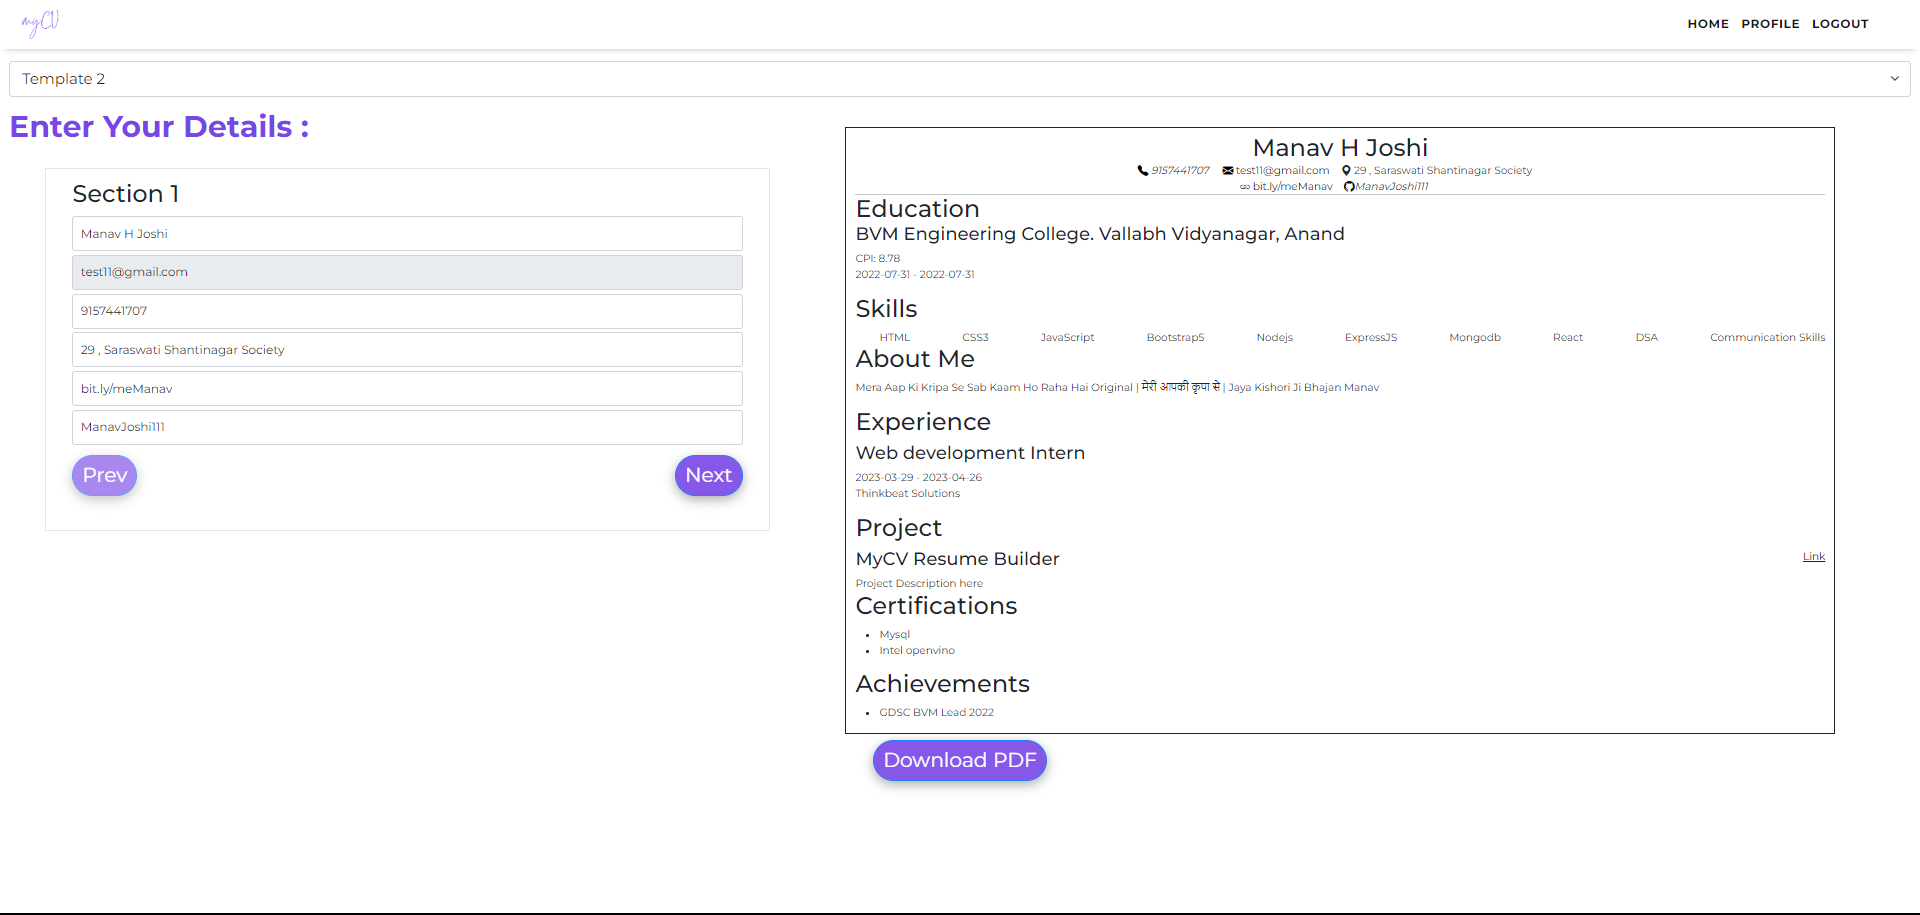 myCV
HOME PROFILE LOGOUT
Template 2
Enter Your Details :
Section 1
Manav H Joshi
test11@gmail.com
9157441707
29 , Saraswati Shantinagar Society
bit.ly/meManav
ManavJoshi111
Prev Next
Manav H Joshi
9157441707 test11@gmail.com 29 , Saraswati Shantinagar Society
bit.ly/meManav ManavJoshi111
Education
BVM Engineering College. Vallabh Vidyanagar, Anand
CPI: 8.78
2022-07-31 - 2022-07-31
Skills
HTML CSS3 JavaScript Bootstrap5 Nodejs ExpressJS Mongodb React DSA Communication Skills
About Me
Mera Aap Ki Kripa Se Sab Kaam Ho Raha Hai Original | मेरी आपकी कृपा से | Jaya Kishori Ji Bhajan Manav
Experience
Web development Intern
2023-03-29 - 2023-04-26
Thinkbeat Solutions
Project
MyCV Resume Builder Link
Project Description here
Certifications
• Mysql
• Intel openvino
Achievements
• GDSC BVM Lead 2022
Download PDF